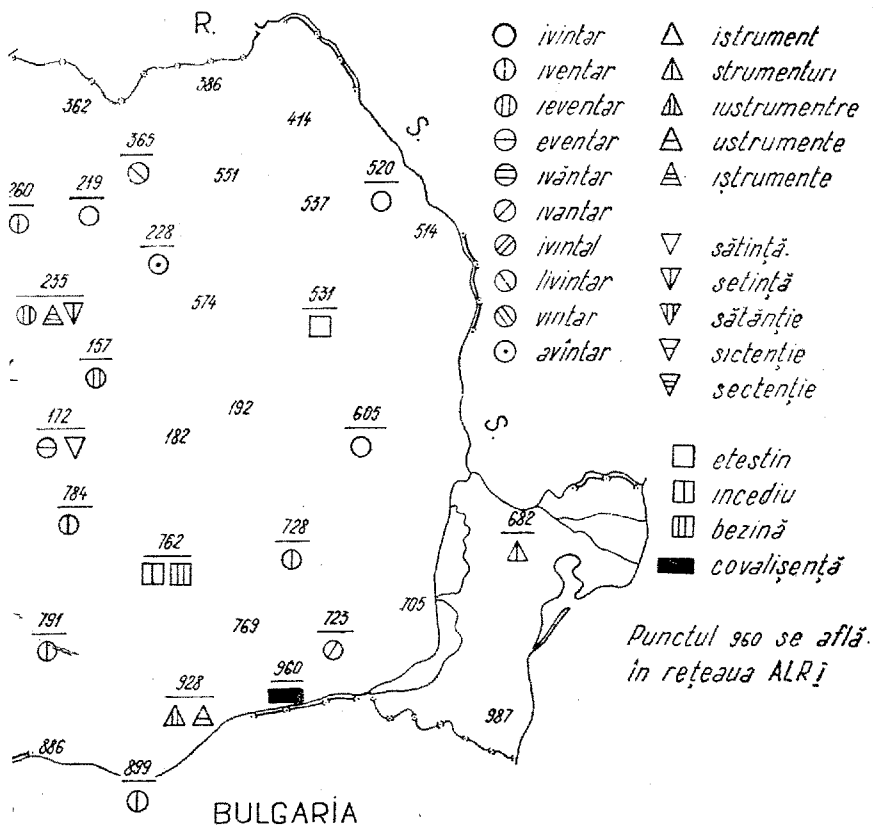 R.
S.
S.
362
386
414
365
551
520
260
219
537
514
228
235
574
531
157
192
172
182
605
784
682
762
728
705
791
769
723
960
928
987
886
899
BULGARIA
ivintar
iventar
ieventar
eventar
ivăntar
ivantar
ivintal
livintar
vintar
avîntar
istrument
strumenturi
iustrumentre
ustrumente
iștrumente
sătință.
setință
sătănție
sictenție
sectenție
etestin
incediu
bezină
covalișență
Punctul 960 se află
în rețeaua ALR I